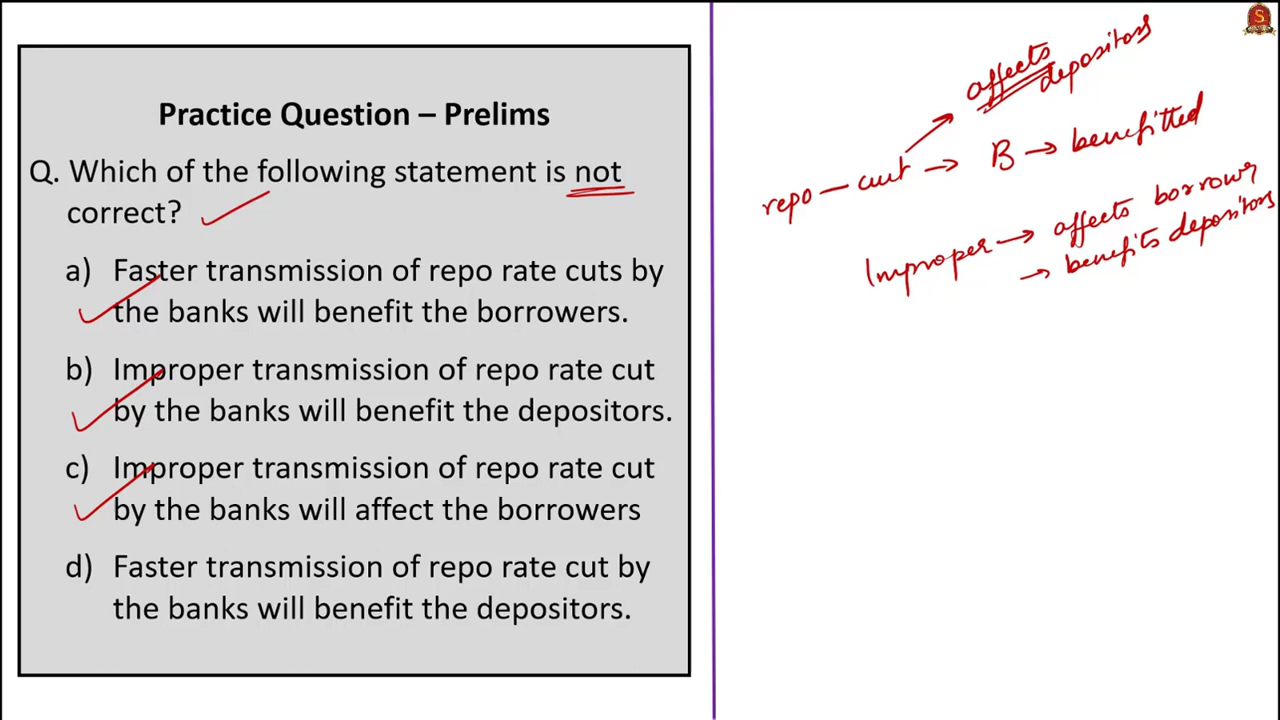 Practice Question – Prelims
Q. Which of the following statement is not
correct?
a) Faster transmission of repo rate cuts by
the banks will benefit the borrowers.
b) Improper transmission of repo rate cut
by the banks will benefit the depositors.
c) Improper transmission of repo rate cut
by the banks will affect the borrowers
d) Faster transmission of repo rate cut by
the banks will benefit the depositors.
affects
depositors
repo – cut → B → benefitted
Improper → affects borrower
→ benefits depositors
S